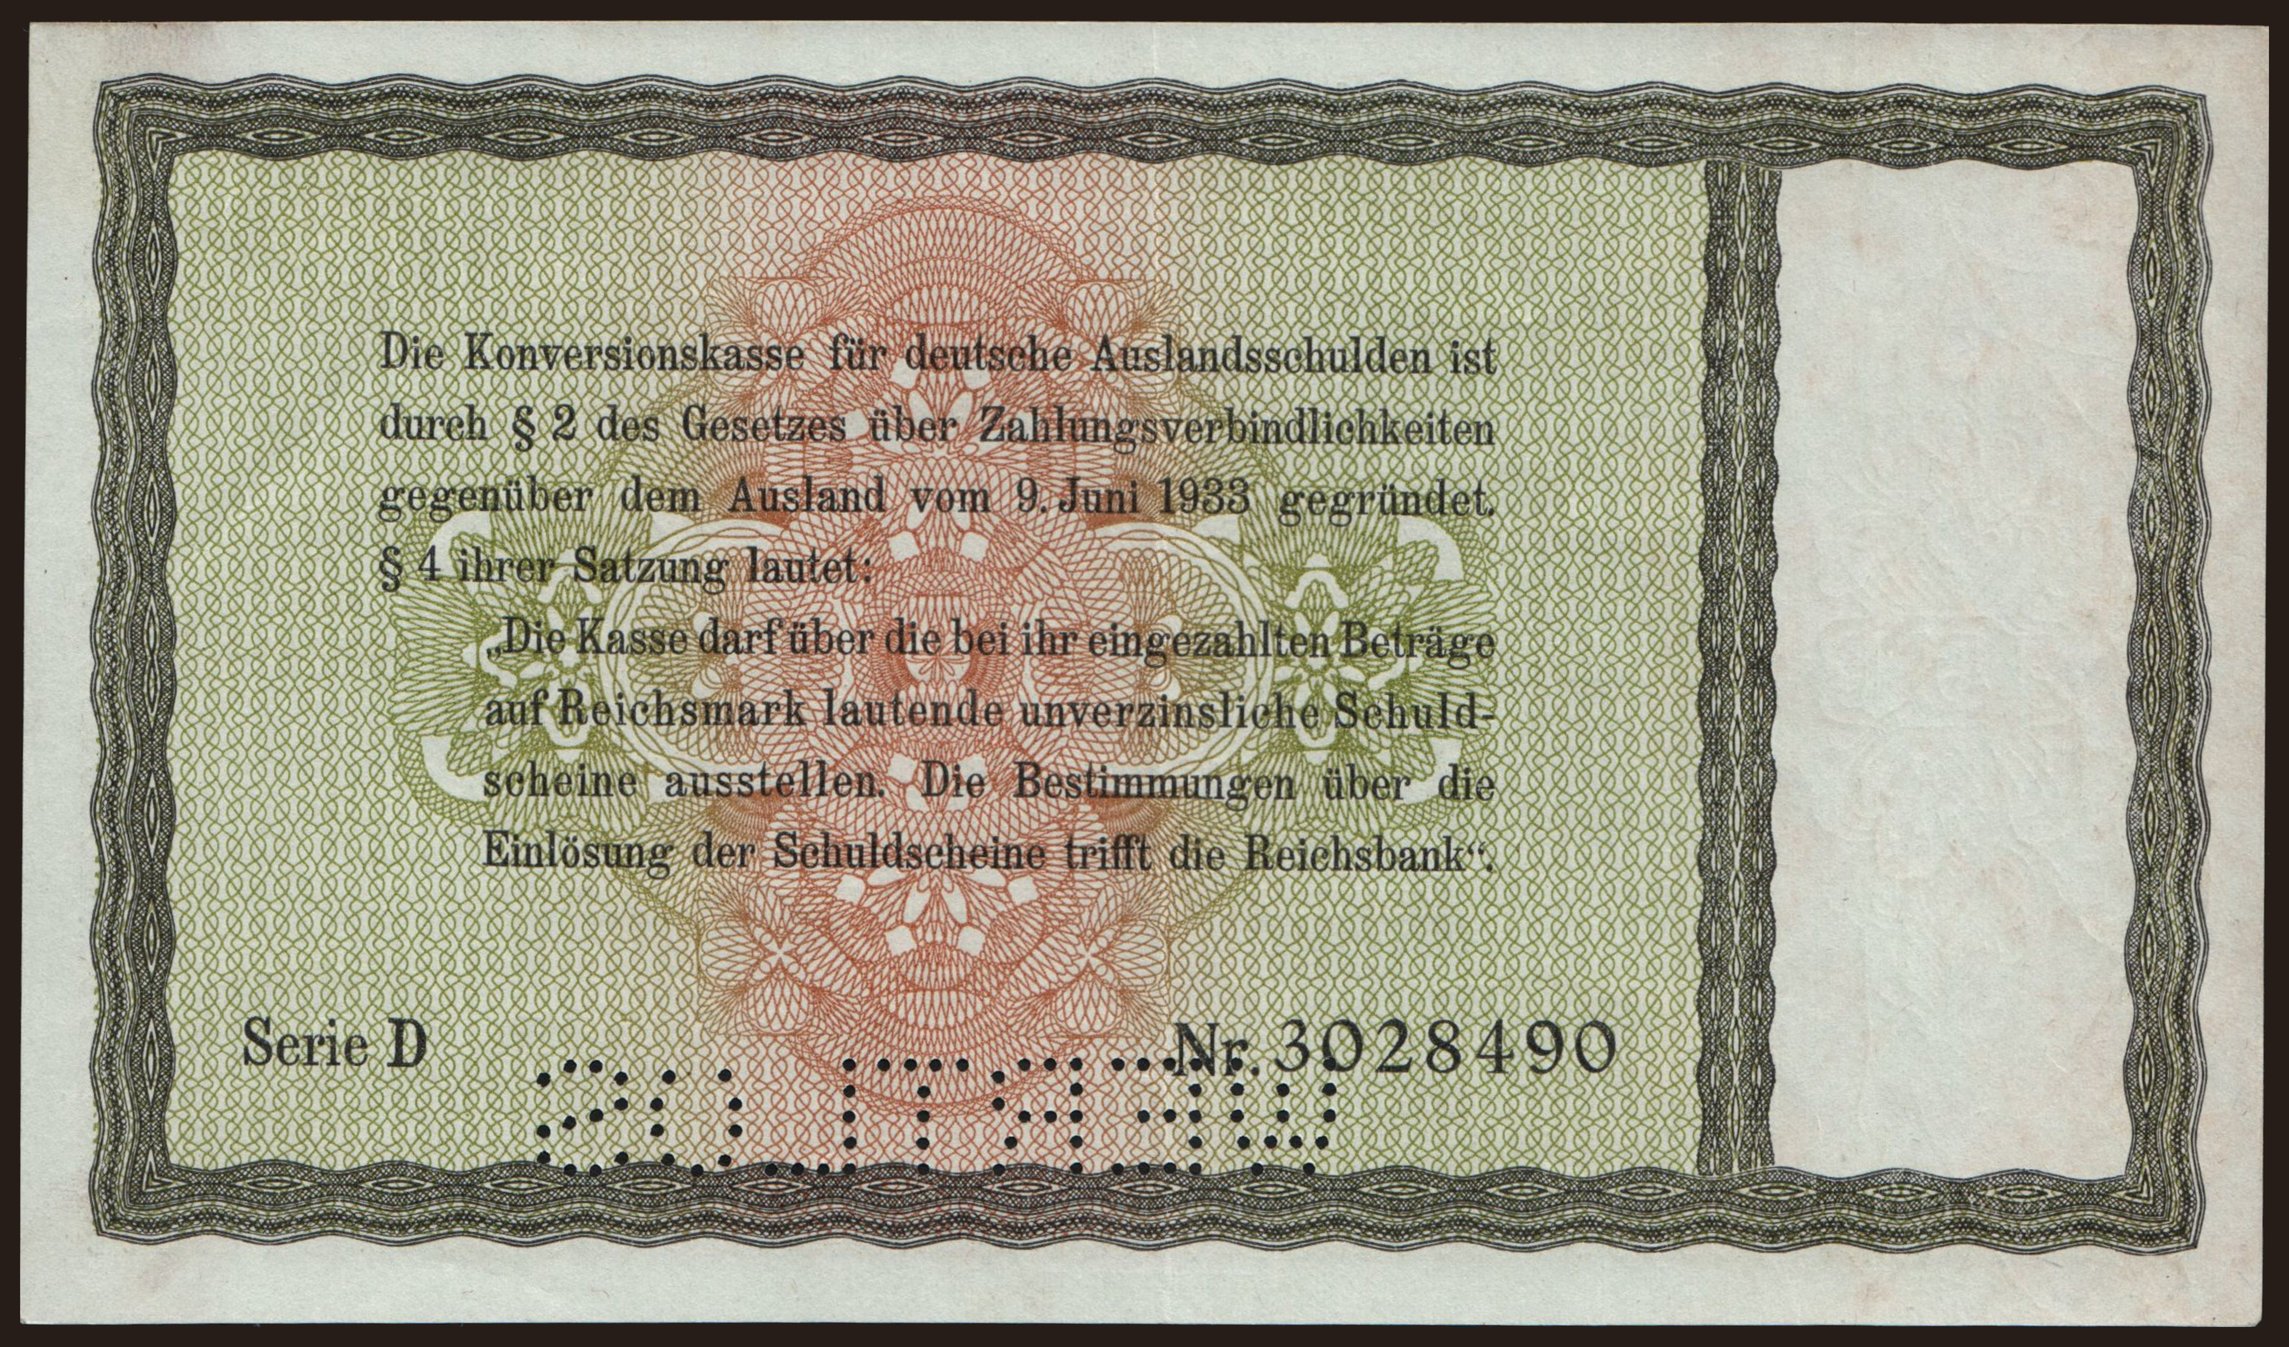 Die Konversionskasse für deutsche Auslandsschulden ist
durch § 2 des Gesetzes über Zahlungsverbindlichkeiten
gegenüber dem Ausland vom 9. Juni 1933 gegründet.
§ 4 ihrer Satzung lautet:
„Die Kasse darf über die bei ihr eingezahlten Beträge
auf Reichsmark lautende unverzinsliche Schuld-
scheine ausstellen. Die Bestimmungen über die
Einlösung der Schuldscheine trifft die Reichsbank“.
Serie D
Nr. 3028490